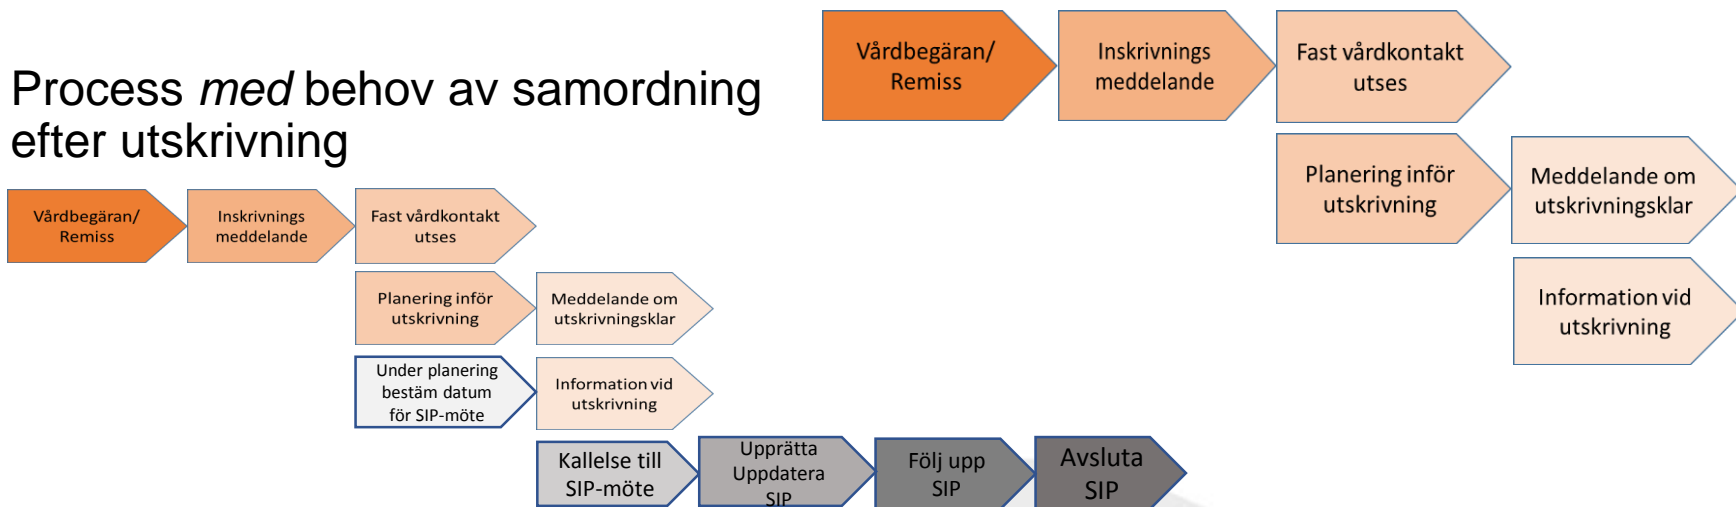 Process med behov av samordning
efter utskrivning
Vårdbegäran/
Remiss
Inskrivnings
meddelande
Fast vårdkontakt
utses
Planering inför
utskrivning
Meddelande om
utskrivningsklar
Under planering
bestäm datum
för SIP-möte
Information vid
utskrivning
Kallelse till
SIP-möte
Upprätta
Uppdatera
SIP
Följ upp
SIP
Avsluta
SIP
Vårdbegäran/
Remiss
Inskrivnings
meddelande
Fast vårdkontakt
utses
Planering inför
utskrivning
Meddelande om
utskrivningsklar
Information vid
utskrivning